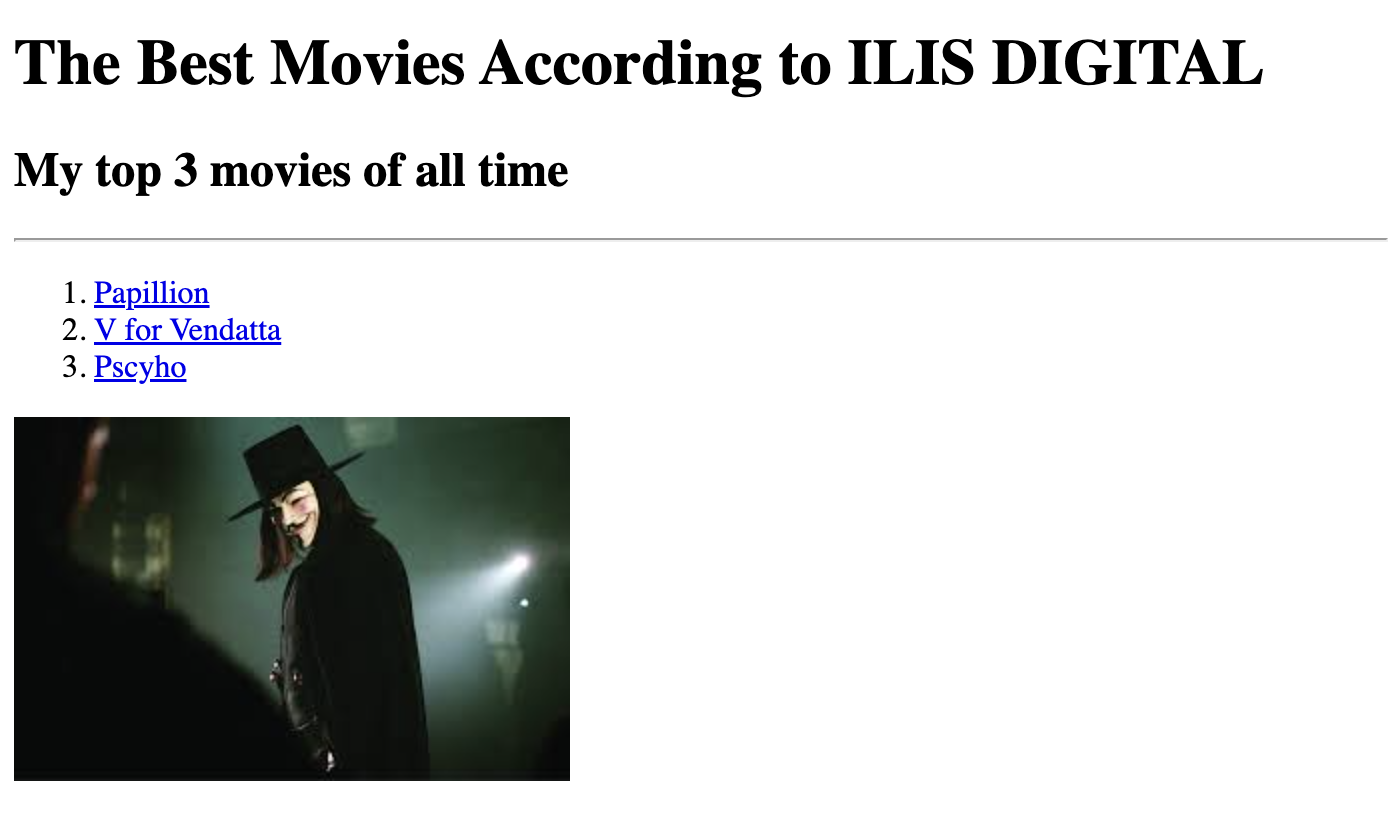 The Best Movies According to ILIS DIGITAL
My top 3 movies of all time
1. Papillion
2. V for Vendatta
3. Pscyho